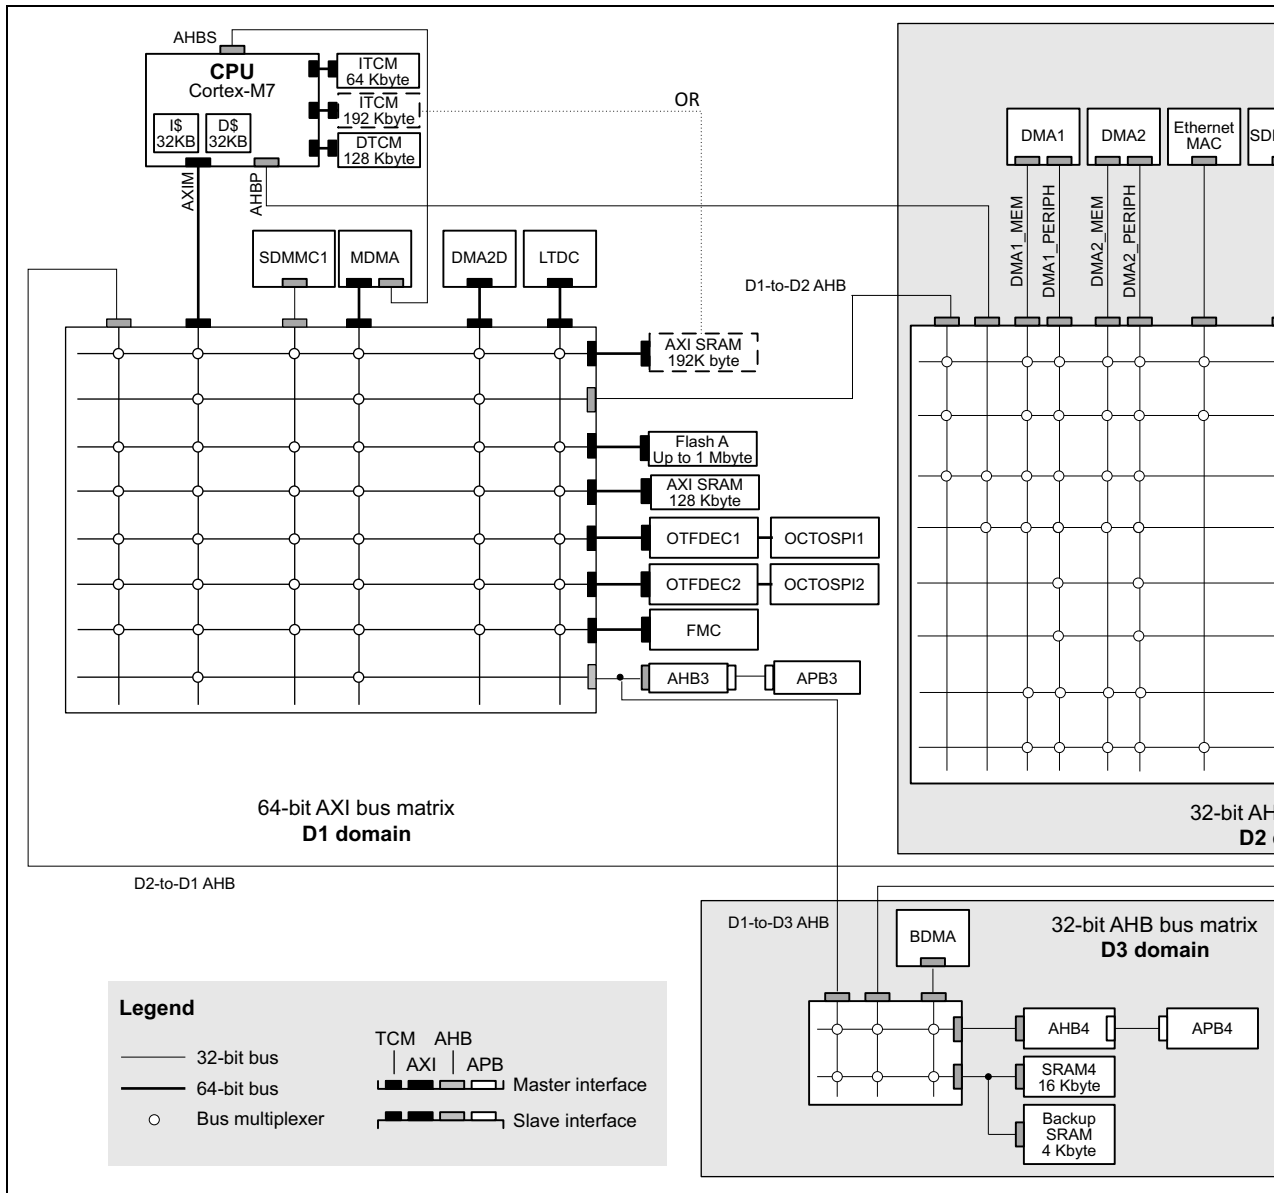 AHBS
CPU
Cortex-M7
I$
32KB
D$
32KB
ITCM
64 Kbyte
ITCM
192 Kbyte
DTCM
128 Kbyte
OR
AXIM
AHBP
SDMMC1
MDMA
DMA2D
LTDC
D1-to-D2 AHB
DMA1
DMA2
Ethernet
MAC
DMA1_MEM
DMA1_PERIPH
DMA2_MEM
DMA2_PERIPH
AXI SRAM
192K byte
Flash A
Up to 1 Mbyte
AXI SRAM
128 Kbyte
OTFDEC1
OCTOSPI1
OTFDEC2
OCTOSPI2
FMC
AHB3
APB3
64-bit AXI bus matrix
D1 domain
32-bit AH
D2
D2-to-D1 AHB
D1-to-D3 AHB
BDMA
32-bit AHB bus matrix
D3 domain
AHB4
APB4
SRAM4
16 Kbyte
Backup
SRAM
4 Kbyte
Legend
32-bit bus
64-bit bus
Bus multiplexer
TCM
AHB
AXI
APB
Master interface
Slave interface